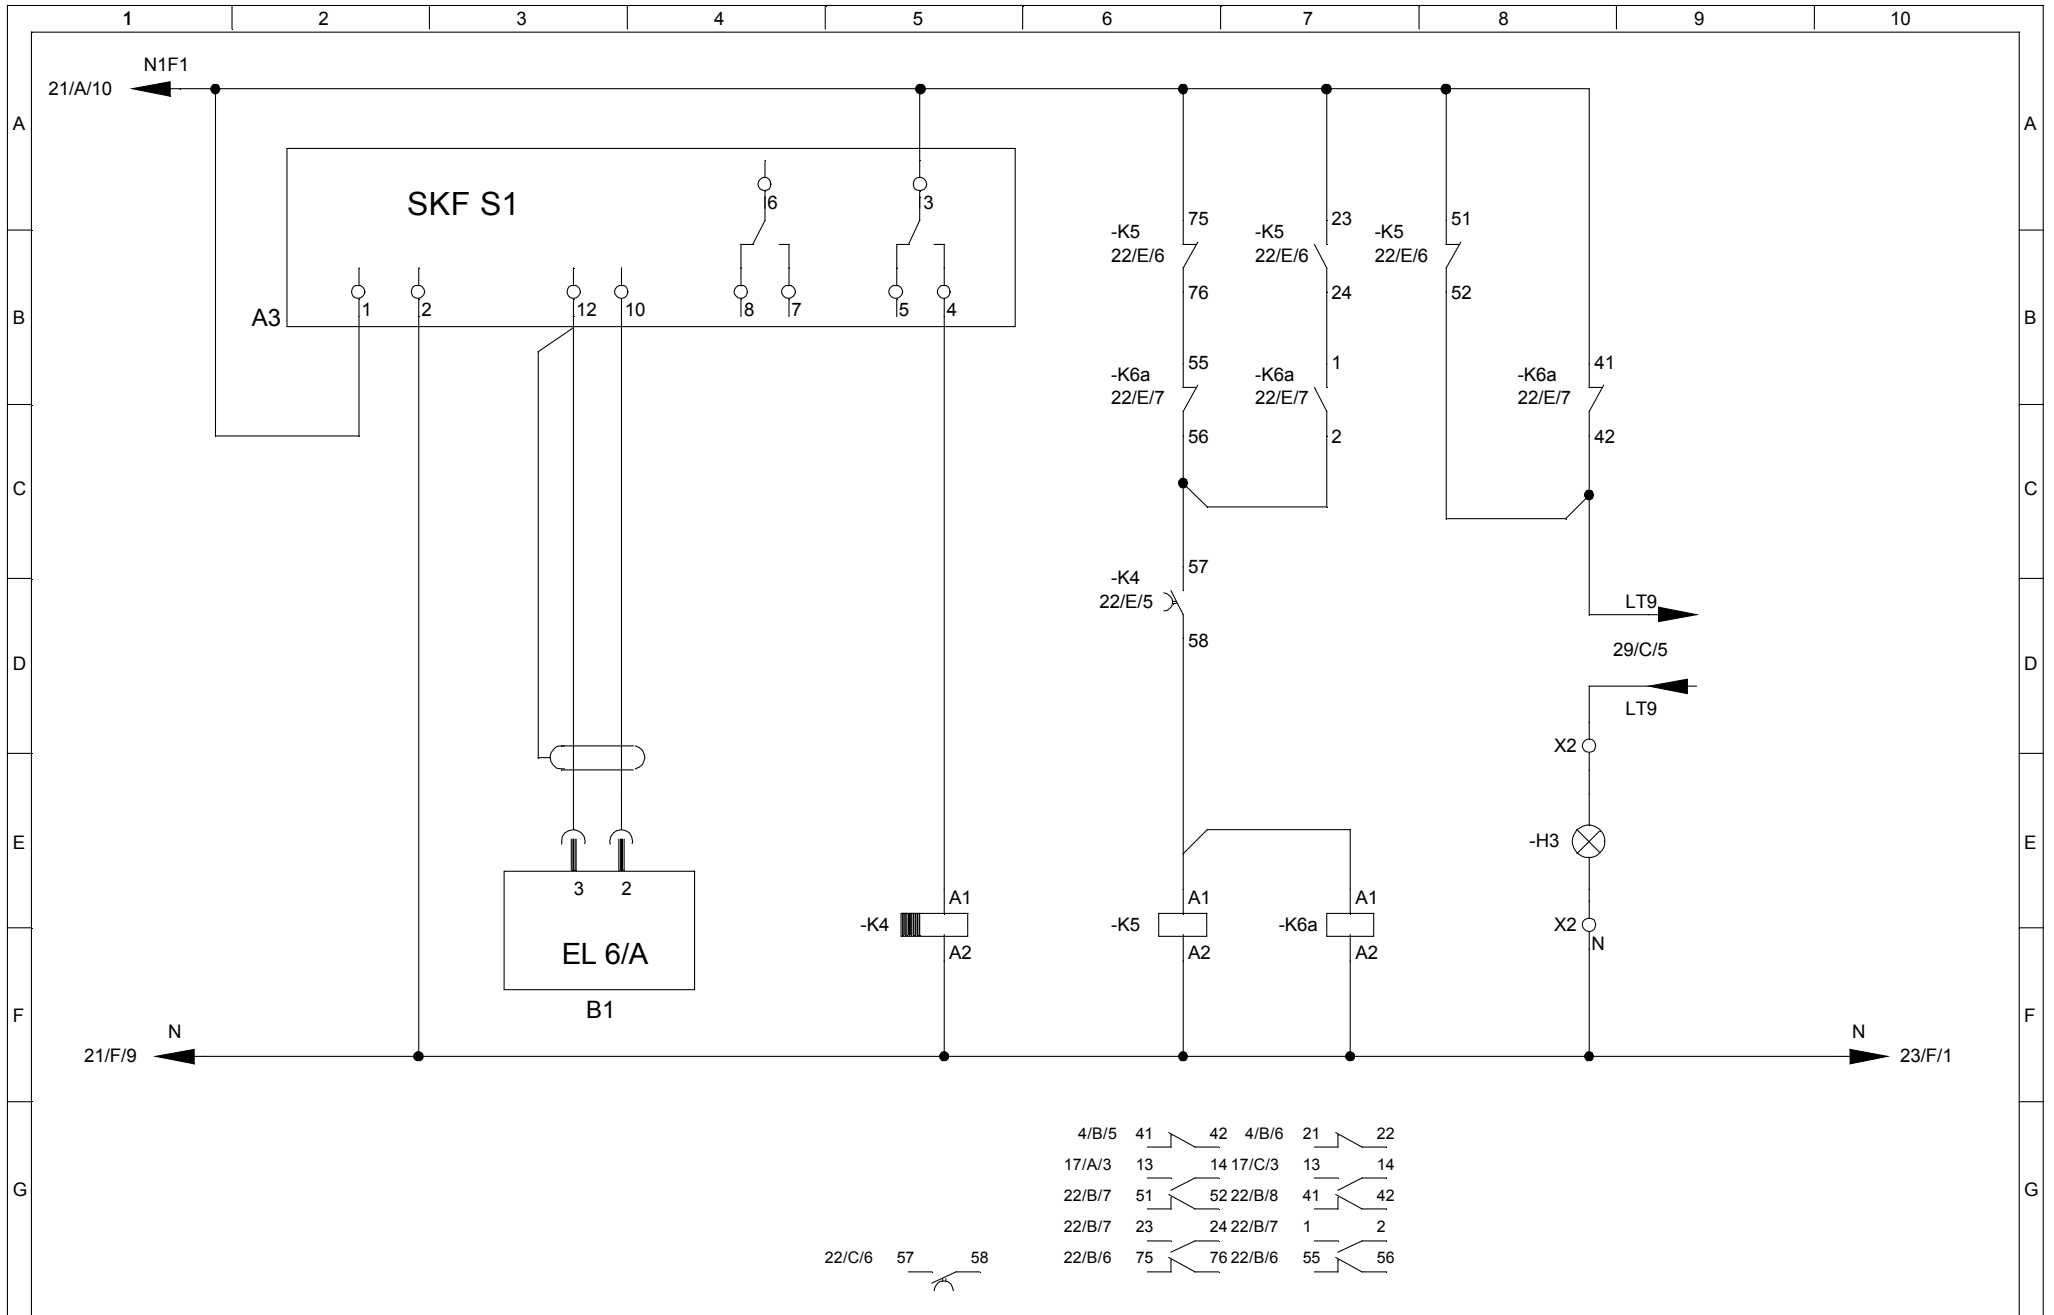 1 2 3 4 5 6 7 8 9 10
N1F1
21/A/10
A A
SKF S1
6 3
75 23 51
-K5 -K5 -K5
22/E/6 22/E/6 22/E/6
76 24 52
1 2 12 10 8 7 5 4
A3
B B
55 1 41
-K6a -K6a -K6a
22/E/7 22/E/7 22/E/7
56 2 42
C C
57
-K4
22/E/5
58
LT9
29/C/5
D D
LT9
X2
E E
-H3
3 2
A1 A1 A1
-K4 -K5 -K6a X2
N
A2 A2 A2
EL 6/A
B1
F F
N N
21/F/9 23/F/1
4/B/5 41 42 4/B/6 21 22
17/A/3 13 14 17/C/3 13 14
G G
22/B/7 51 52 22/B/8 41 42
22/B/7 23 24 22/B/7 1 2
22/C/6 57 58 22/B/6 75 76 22/B/6 55 56